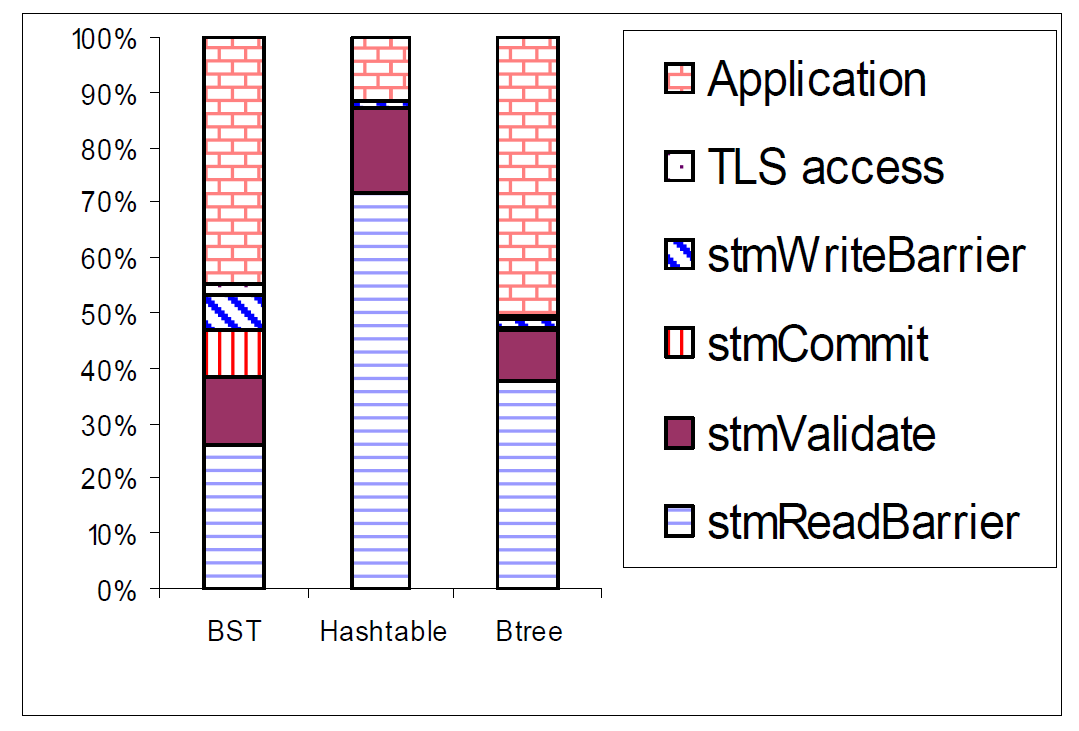 100%
90%
80%
70%
60%
50%
40%
30%
20%
10%
0%
BST Hashtable Btree
Application
TLS access
stmWriteBarrier
stmCommit
stmValidate
stmReadBarrier